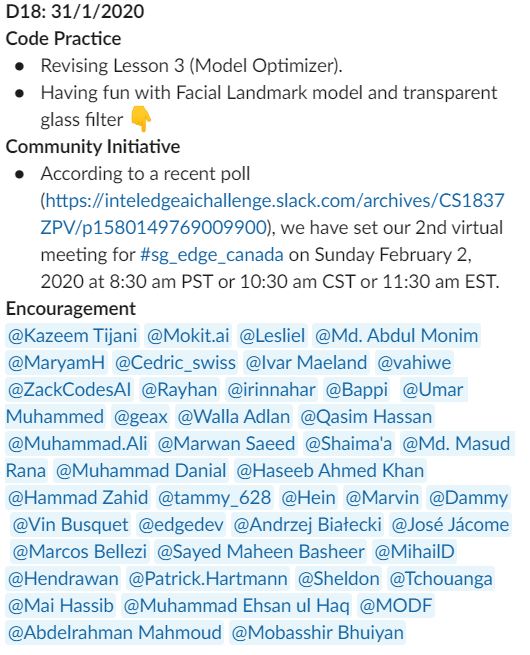 D18: 31/1/2020
Code Practice
● Revising Lesson 3 (Model Optimizer).
● Having fun with Facial Landmark model and transparent
glass filter 👇
Community Initiative
● According to a recent poll
(https://inteledgeaichallenge.slack.com/archives/CS1837
ZPV/p1580149769009900), we have set our 2nd virtual
meeting for #sg_edge_canada on Sunday February 2,
2020 at 8:30 am PST or 10:30 am CST or 11:30 am EST.
Encouragement
@Kazeem Tijani @Mokit.ai @Lesliel @Md. Abdul Monim
@MaryamH @Cedric_swiss @Ivar Maeland @vahiwe
@ZackCodesAI @Rayhan @irinnahar @Bappi @Umar
Muhammed @geax @Walla Adlan @Qasim Hassan
@Muhammad.Ali @Marwan Saeed @Shaima'a @Md. Masud
Rana @Muhammad Danial @Haseeb Ahmed Khan
@Hammad Zahid @tammy_628 @Hein @Marvin @Dammy
@Vin Busquet @edgedev @Andrzej Białecki @José Jácome
@Marcos Bellezi @Sayed Maheen Basheer @MihailD
@Hendrawan @Patrick.Hartmann @Sheldon @Tchouanga
@Mai Hassib @Muhammad Ehsan ul Haq @MODF
@Abdelrahman Mahmoud @Mobasshir Bhuiyan